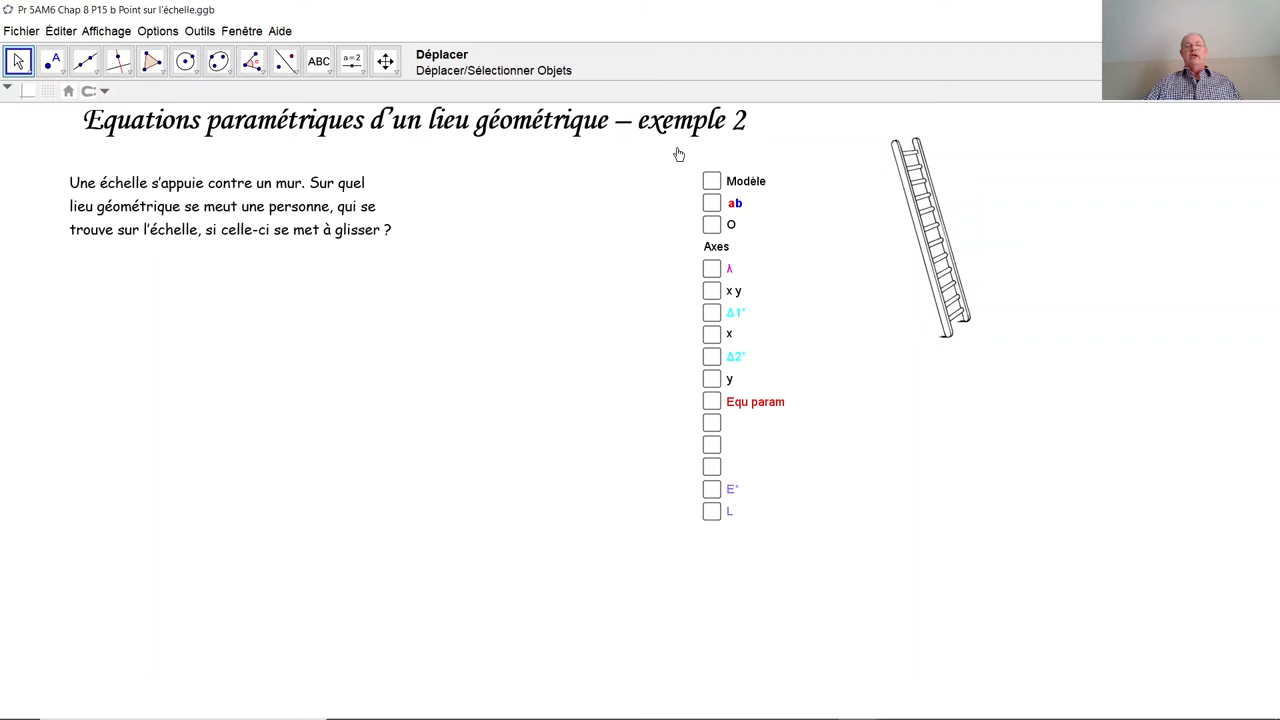 Pr 5AM6 Chap 8 P15 b Point sur l'échelle.ggb
Fichier Éditer Affichage Options Outils Fenêtre Aide
A
ABC
a=2
Déplacer
Déplacer/Sélectionner Objets
Equations paramétriques d'un lieu géométrique – exemple 2
Une échelle s'appuie contre un mur. Sur quel
lieu géométrique se meut une personne, qui se
trouve sur l'échelle, si celle-ci se met à glisser ?
Modèle
ab
O
Axes
λ
x y
Δ1*
x
Δ2*
y
Equ param
E*
L